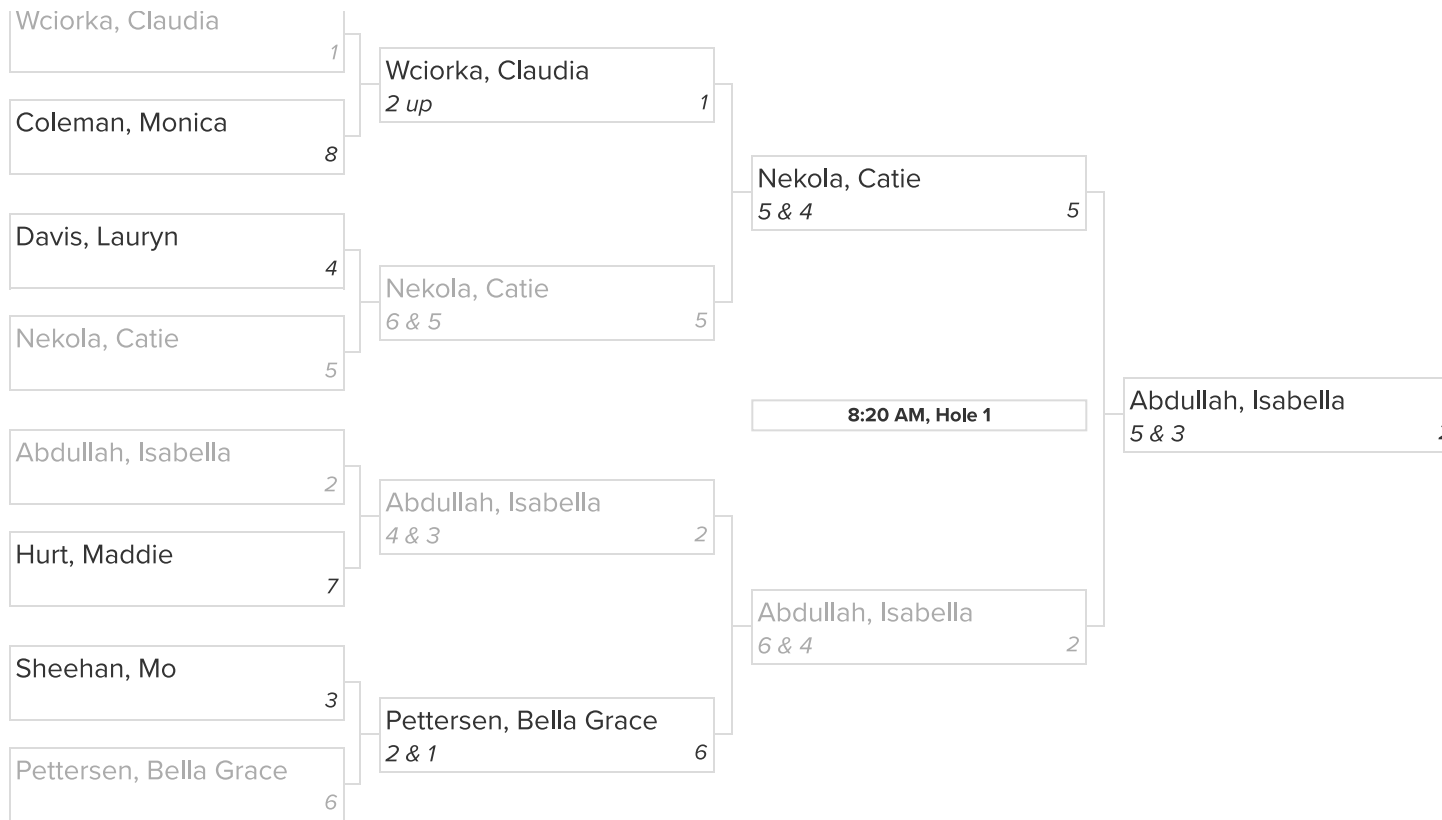 Wciorka, Claudia
1
Coleman, Monica
8
Davis, Lauryn
4
Nekola, Catie
5
Abdullah, Isabella
2
Hurt, Maddie
7
Sheehan, Mo
3
Pettersen, Bella Grace
6
Wciorka, Claudia
2 up 1
Nekola, Catie
6 & 5 5
Abdullah, Isabella
4 & 3 2
Pettersen, Bella Grace
2 & 1 6
Nekola, Catie
5 & 4 5
8:20 AM, Hole 1
Abdullah, Isabella
6 & 4 2
Abdullah, Isabella
5 & 3